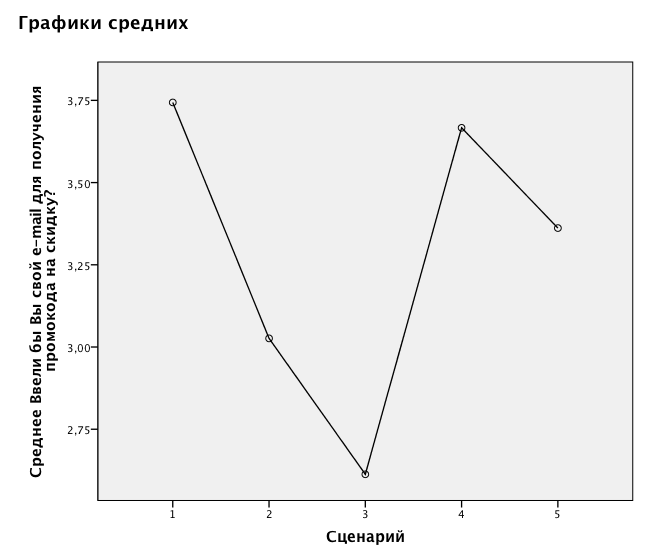 Графики средних
Среднее Ввели бы Вы свой e-mail для получения
промокода на скидку?
3,75
3,50
3,25
3,00
2,75
1 2 3 4 5
Сценарий